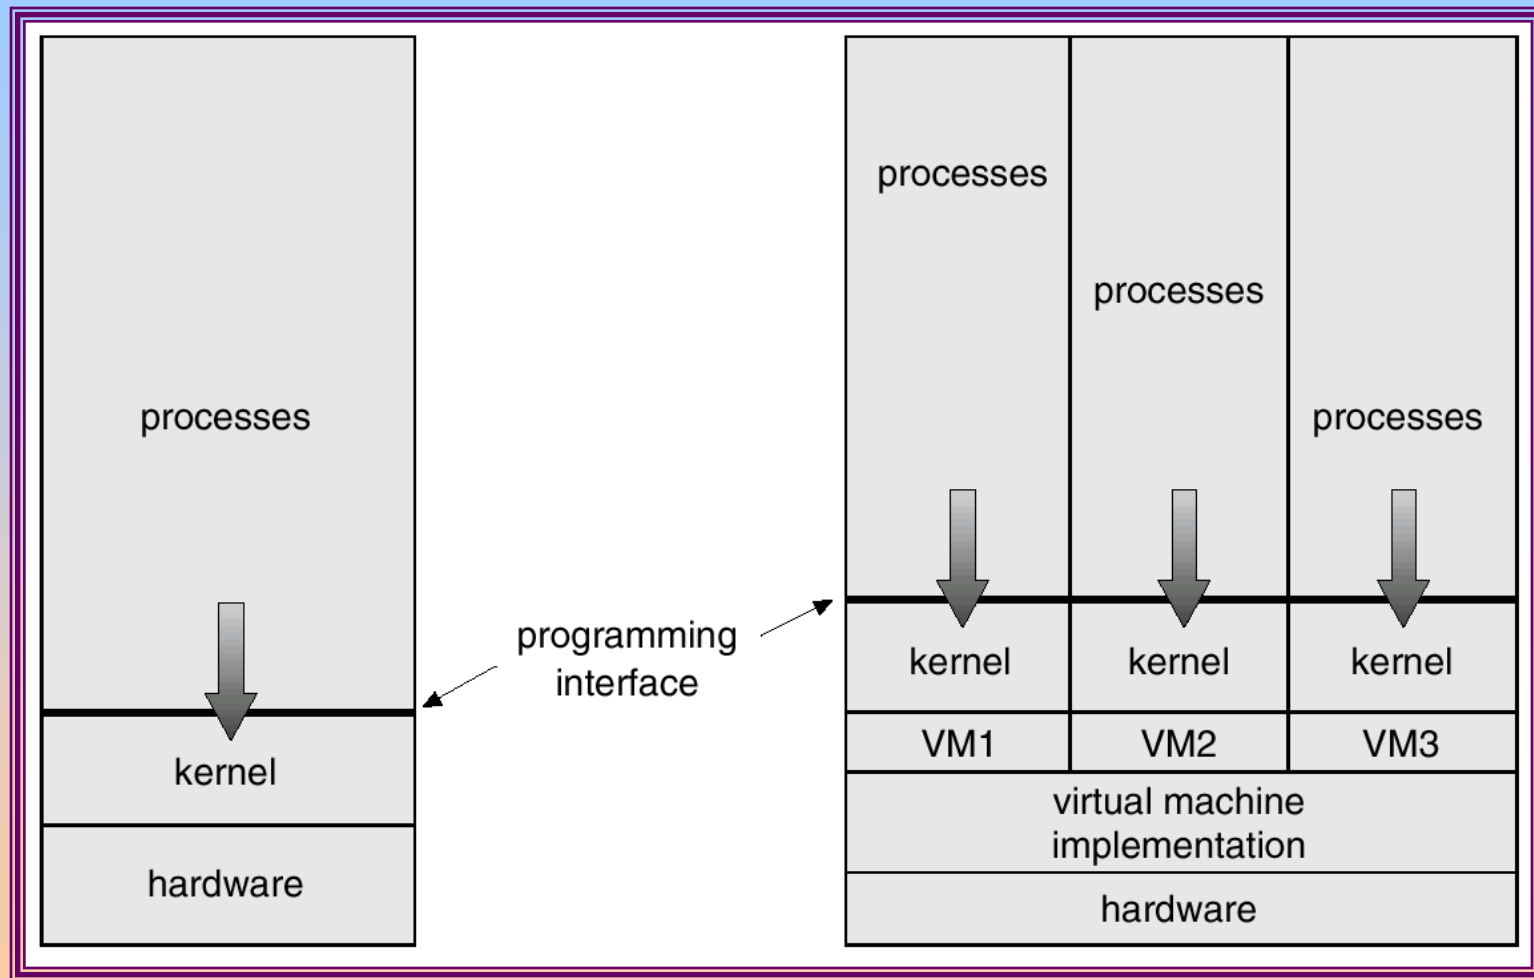 processes
kernel
hardware
programming
interface
processes
processes
processes
kernel
kernel
kernel
VM1
VM2
VM3
virtual machine
implementation
hardware